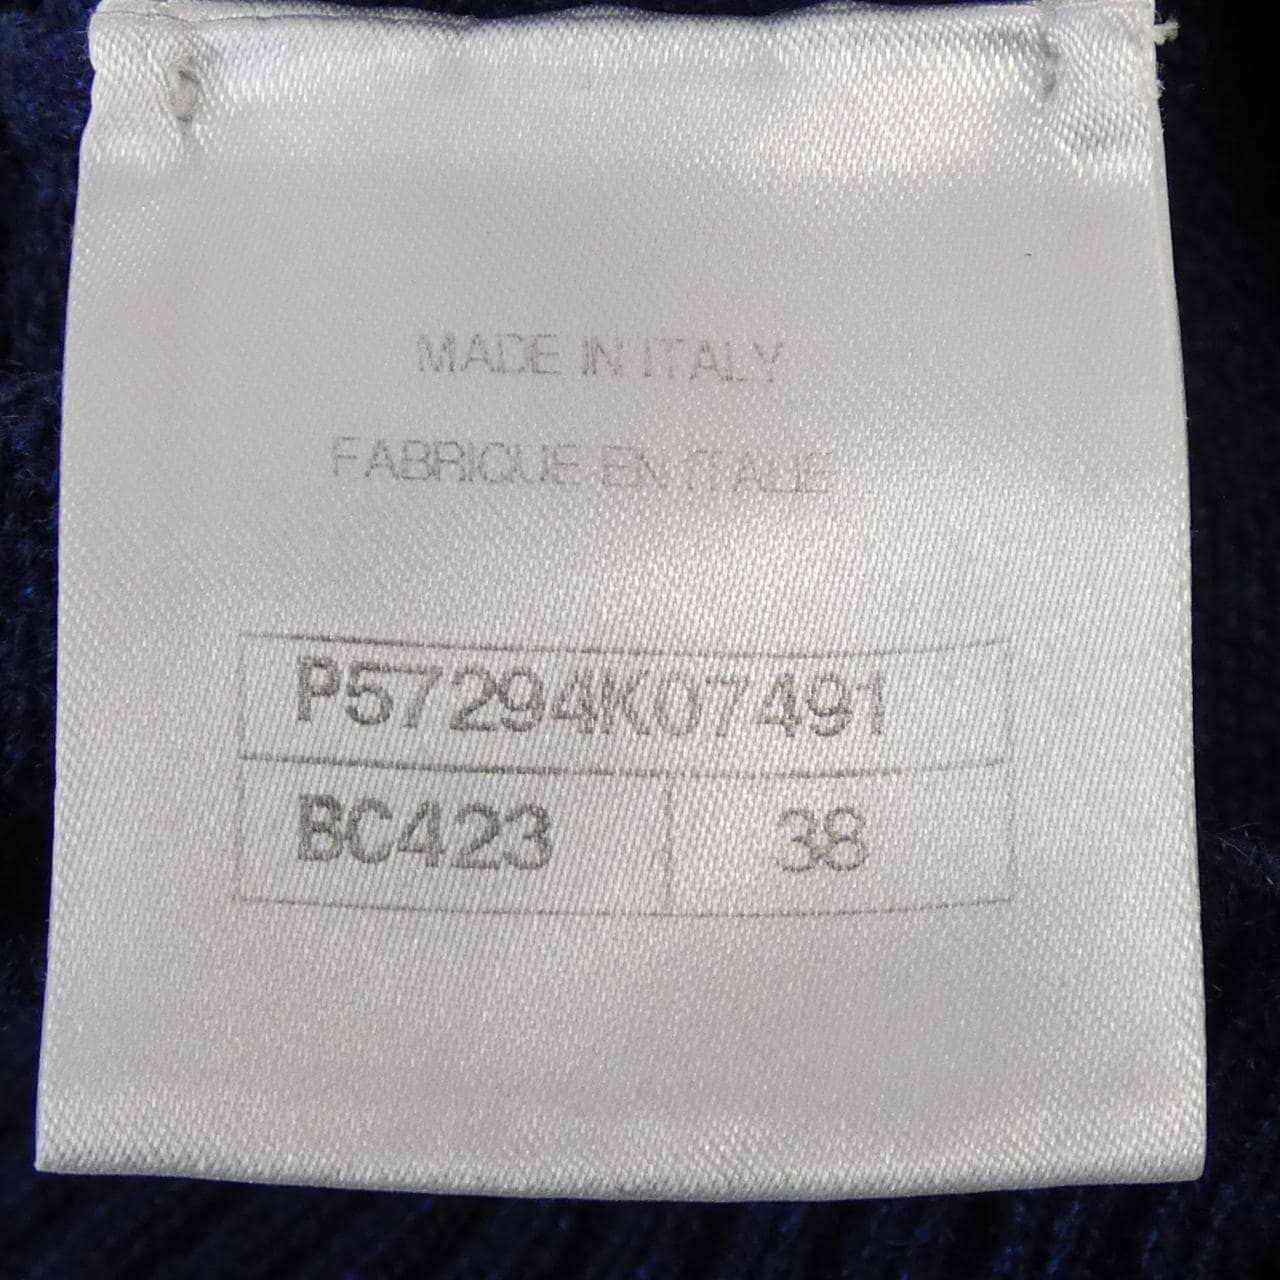 MADE IN ITALY
FABRIQUE EN ITALIE
P57294K07491
BC423 38